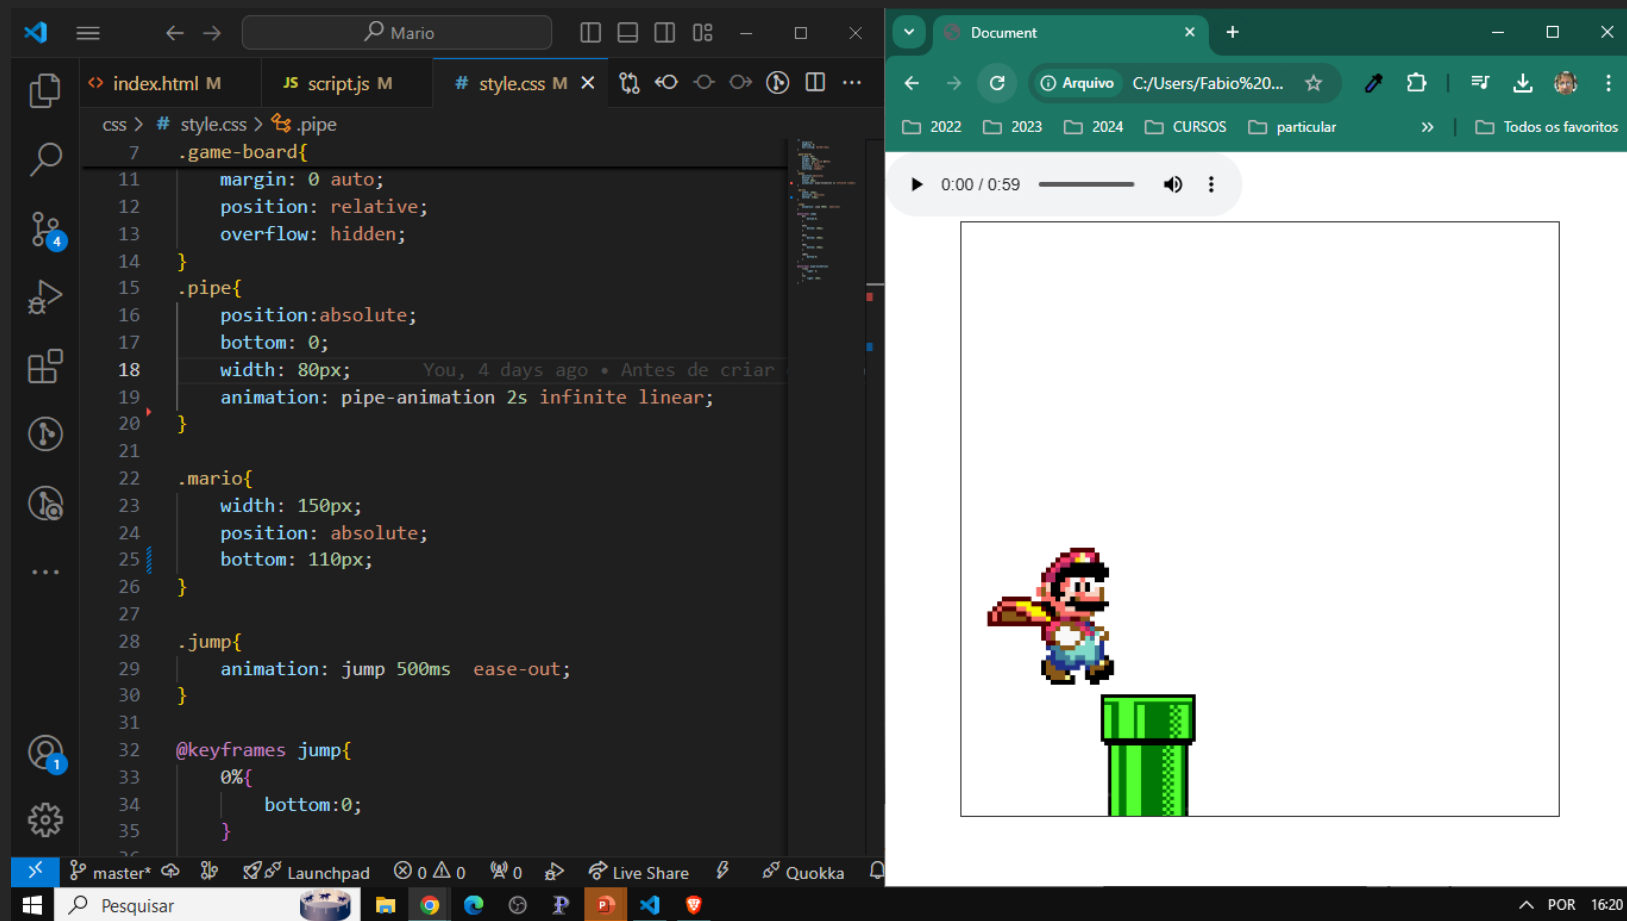 Mario
index.html M
JS script.js M
# style.css M
css > # style.css > .pipe
7 .game-board{
11 margin: 0 auto;
12 position: relative;
13 overflow: hidden;
14 }
15 .pipe{
16 position:absolute;
17 bottom: 0;
18 width: 80px; You, 4 days ago • Antes de criar
19 animation: pipe-animation 2s infinite linear;
20 }
21
22 .mario{
23 width: 150px;
24 position: absolute;
25 bottom: 110px;
26 }
27
28 .jump{
29 animation: jump 500ms  ease-out;
30 }
31
32 @keyframes jump{
33 0%{
34 bottom:0;
35 }
4
1
master*
Launchpad
0 0
0
Live Share
Quokka
Document
Arquivo C:/Users/Fabio%20...
2022
2023
2024
CURSOS
particular
»
Todos os favoritos
0:00 / 0:59
Pesquisar
POR
16:20